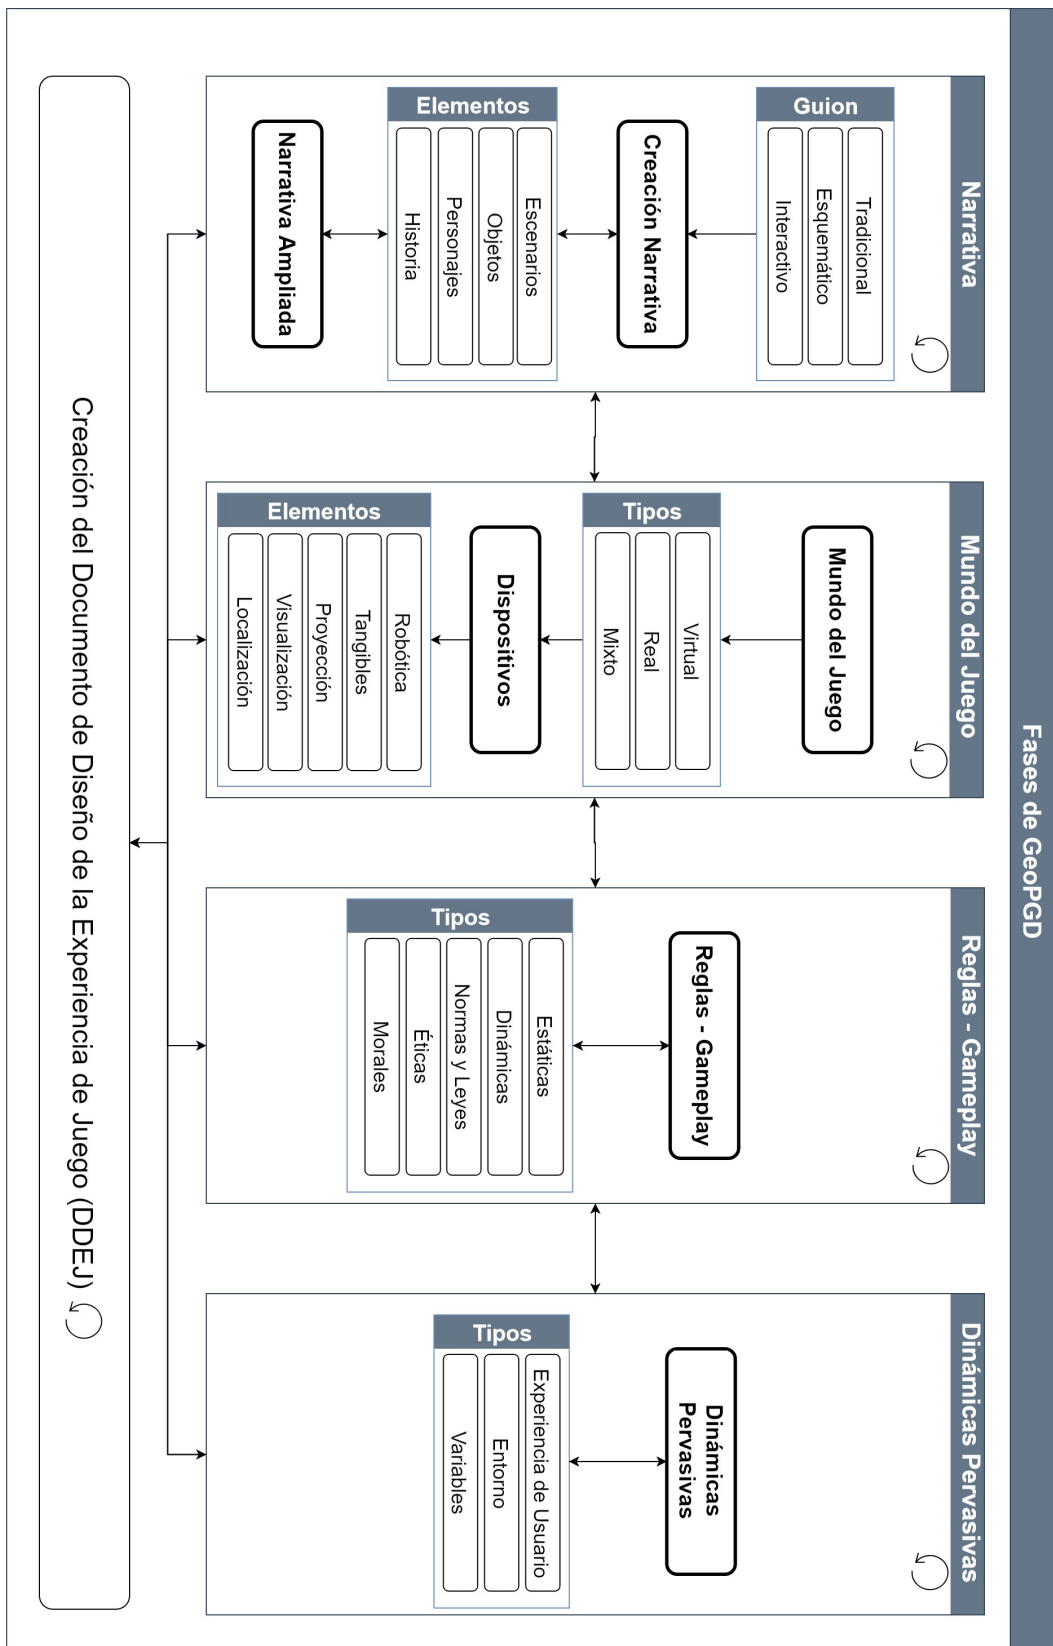 Fases de GeoPGD
Narrativa
Guion
Tradicional
Esquemático
Interactivo
Creación Narrativa
Elementos
Escenarios
Objetos
Personajes
Historia
Narrativa Ampliada
Mundo del Juego
Mundo del Juego
Tipos
Virtual
Real
Mixto
Dispositivos
Elementos
Robótica
Tangibles
Proyección
Visualización
Localización
Reglas - Gameplay
Reglas - Gameplay
Tipos
Estáticas
Dinámicas
Normas y Leyes
Éticas
Morales
Dinámicas Pervasivas
Dinámicas
Pervasivas
Tipos
Experiencia de Usuario
Entorno
Variables
Creación del Documento de Diseño de la Experiencia de Juego (DDEJ)